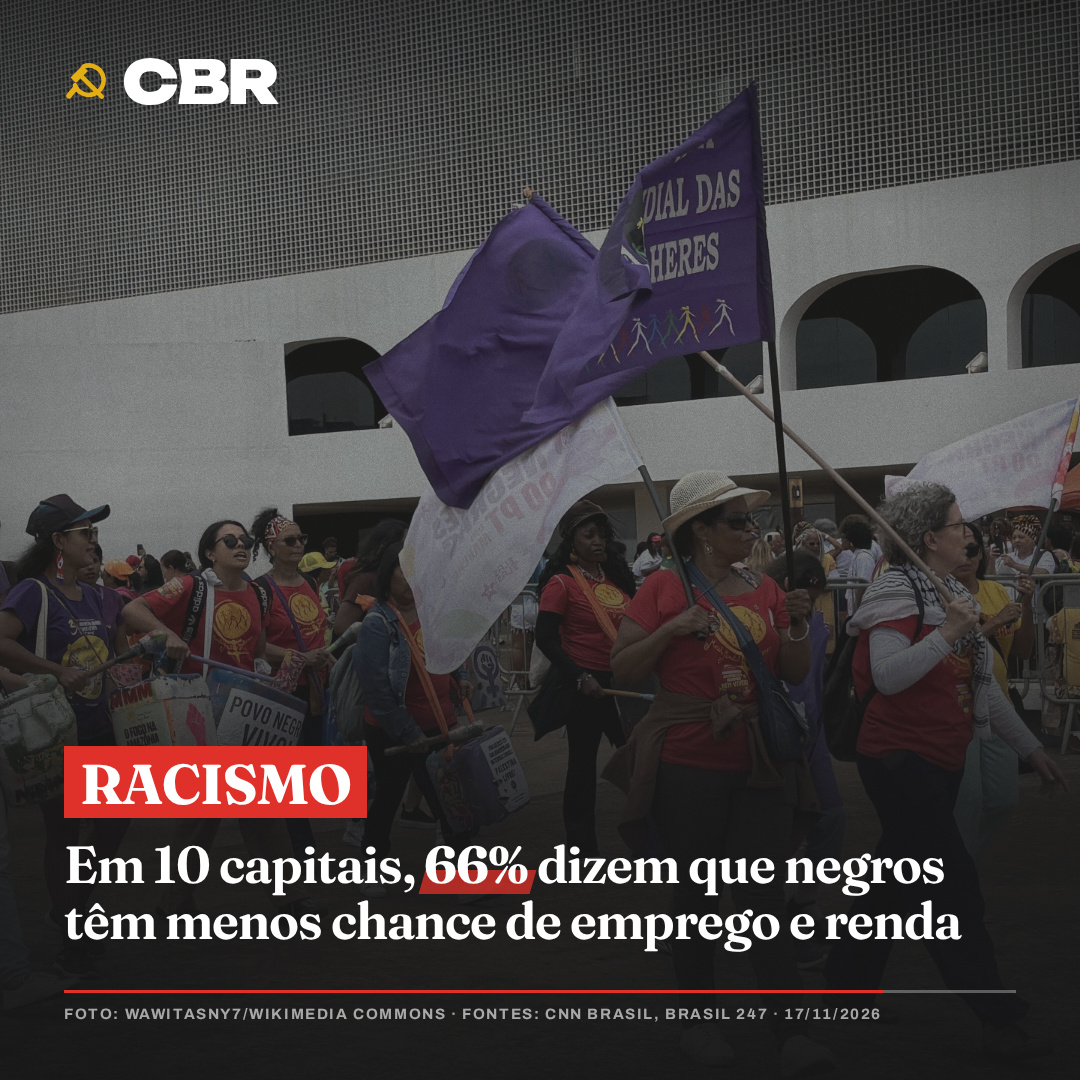 CBR
DIAL DAS
HERES
POVO NEGR
VIVO
RACISMO
Em 10 capitais, 66% dizem que negros
têm menos chance de emprego e renda
FOTO: WAWITASNY7/WIKIMEDIA COMMONS · FONTES: CNN BRASIL, BRASIL 247 · 17/11/2026